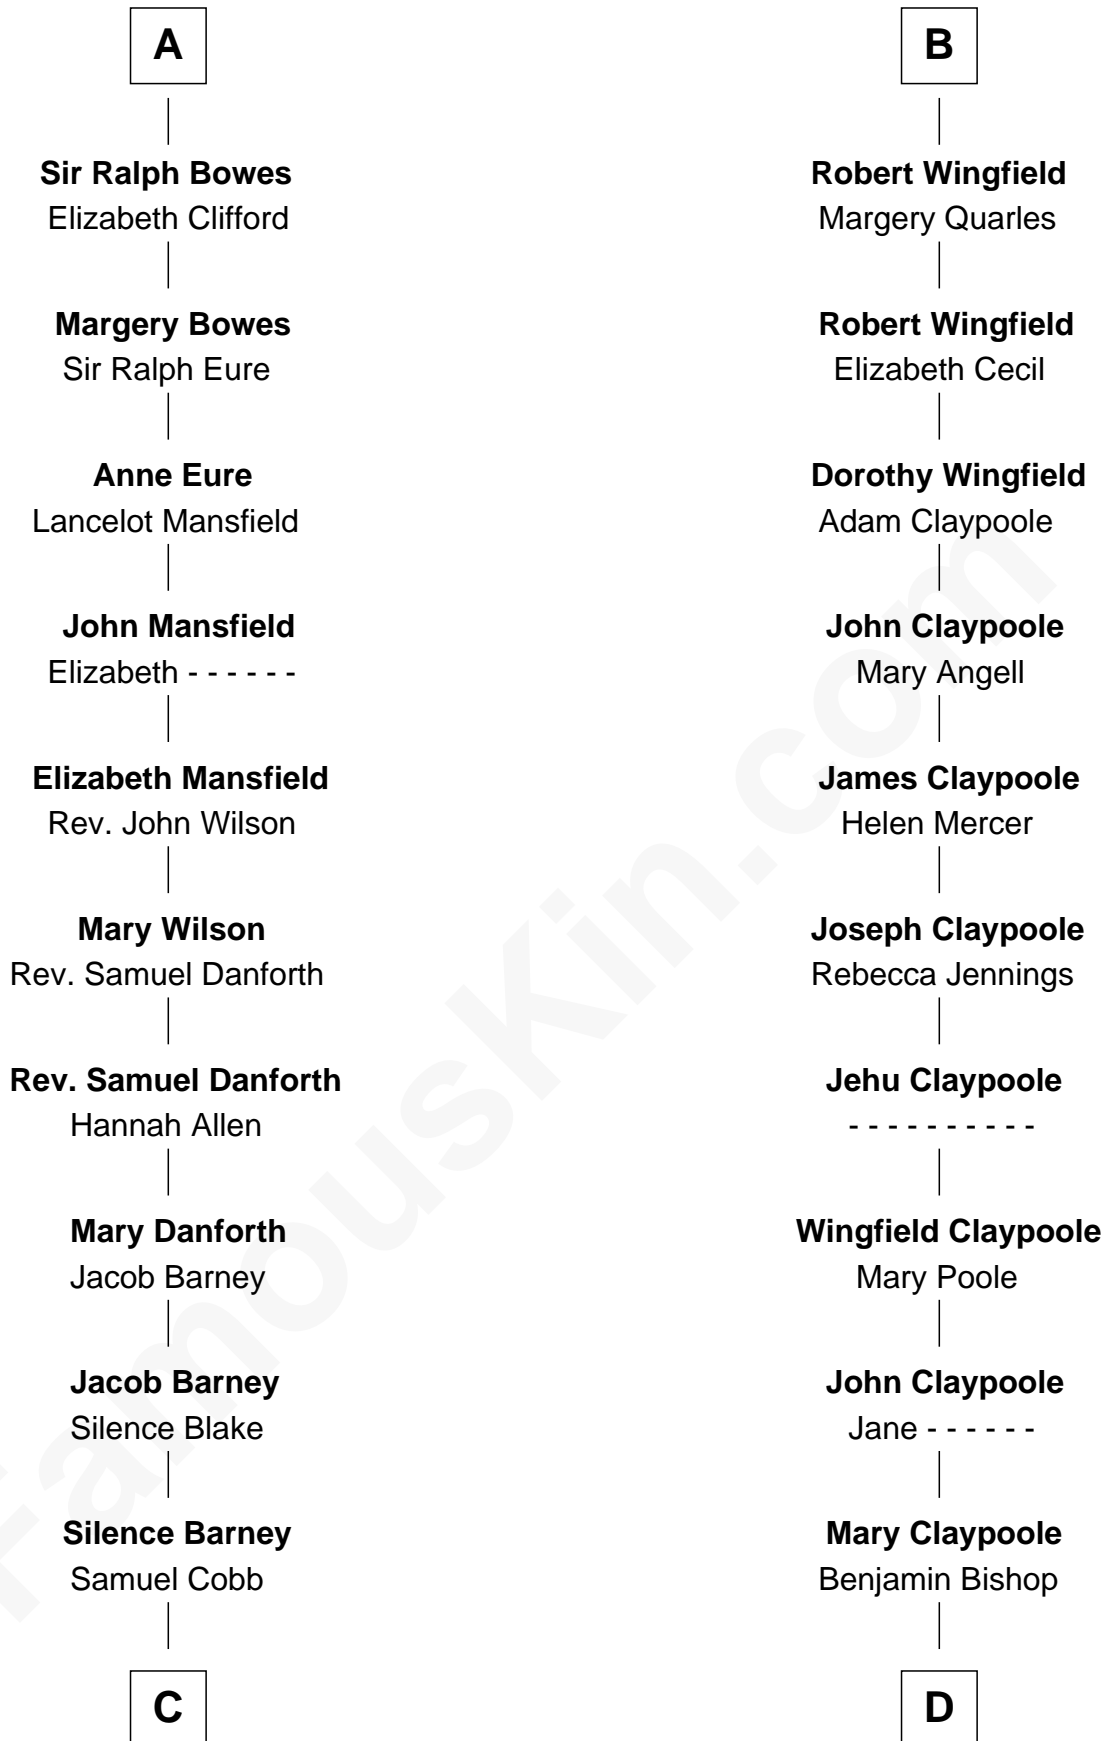 A
Sir Ralph Bowes
Elizabeth Clifford
Margery Bowes
Sir Ralph Eure
Anne Eure
Lancelot Mansfield
John Mansfield
Elizabeth - - - - - -
Elizabeth Mansfield
Rev. John Wilson
Mary Wilson
Rev. Samuel Danforth
Rev. Samuel Danforth
Hannah Allen
Mary Danforth
Jacob Barney
Jacob Barney
Silence Blake
Silence Barney
Samuel Cobb
C
B
Robert Wingfield
Margery Quarles
Robert Wingfield
Elizabeth Cecil
Dorothy Wingfield
Adam Claypoole
John Claypoole
Mary Angell
James Claypoole
Helen Mercer
Joseph Claypoole
Rebecca Jennings
Jehu Claypoole
- - - - - - - - - -
Wingfield Claypoole
Mary Poole
John Claypoole
Jane - - - - - -
Mary Claypoole
Benjamin Bishop
D
FamousKin.com